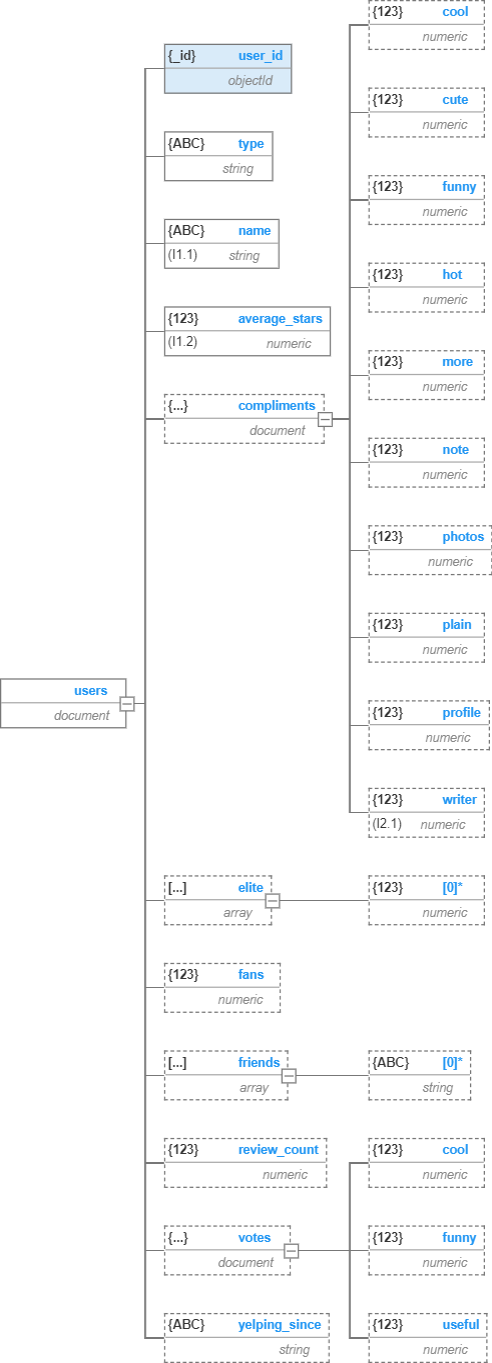 users
document
{_id} user_id
objectId
{ABC} type
string
{ABC} name
(I1.1) string
{123} average_stars
(I1.2) numeric
{...} compliments
document
{123} cool
numeric
{123} cute
numeric
{123} funny
numeric
{123} hot
numeric
{123} more
numeric
{123} note
numeric
{123} photos
numeric
{123} plain
numeric
{123} profile
numeric
{123} writer
(I2.1) numeric
[...] elite
array
{123} [0]*
numeric
{123} fans
numeric
[...] friends
array
{ABC} [0]*
string
{123} review_count
numeric
{...} votes
document
{123} cool
numeric
{123} funny
numeric
{123} useful
numeric
{ABC} yelping_since
string